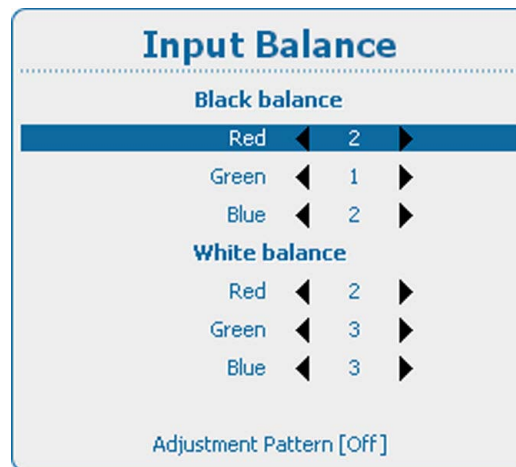 Input Balance
Black balance
Red 2
Green 1
Blue 2
White balance
Red 2
Green 3
Blue 3
Adjustment Pattern [Off]